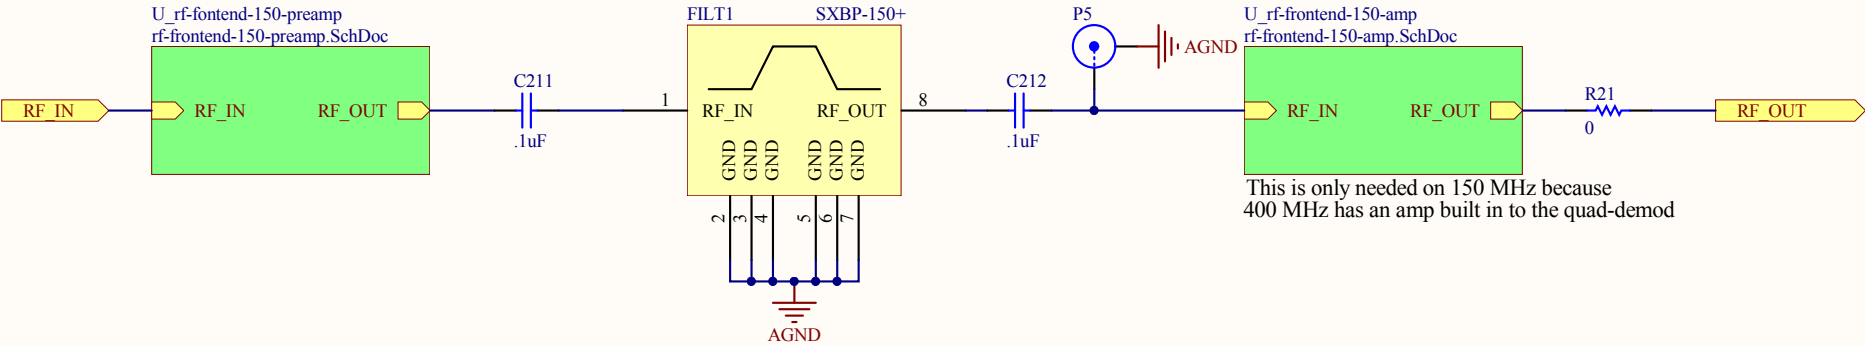 U_rf-fontend-150-preamp
rf-frontend-150-preamp.SchDoc
RF_IN
RF_IN
RF_OUT
C211
.1uF
FILT1
SXBP-150+
1
RF_IN
RF_OUT
8
GND
GND
GND
GND
GND
GND
2
3
4
5
6
7
AGND
C212
.1uF
P5
AGND
U_rf-frontend-150-amp
rf-frontend-150-amp.SchDoc
RF_IN
RF_OUT
This is only needed on 150 MHz because
400 MHz has an amp built in to the quad-demod
R21
0
RF_OUT